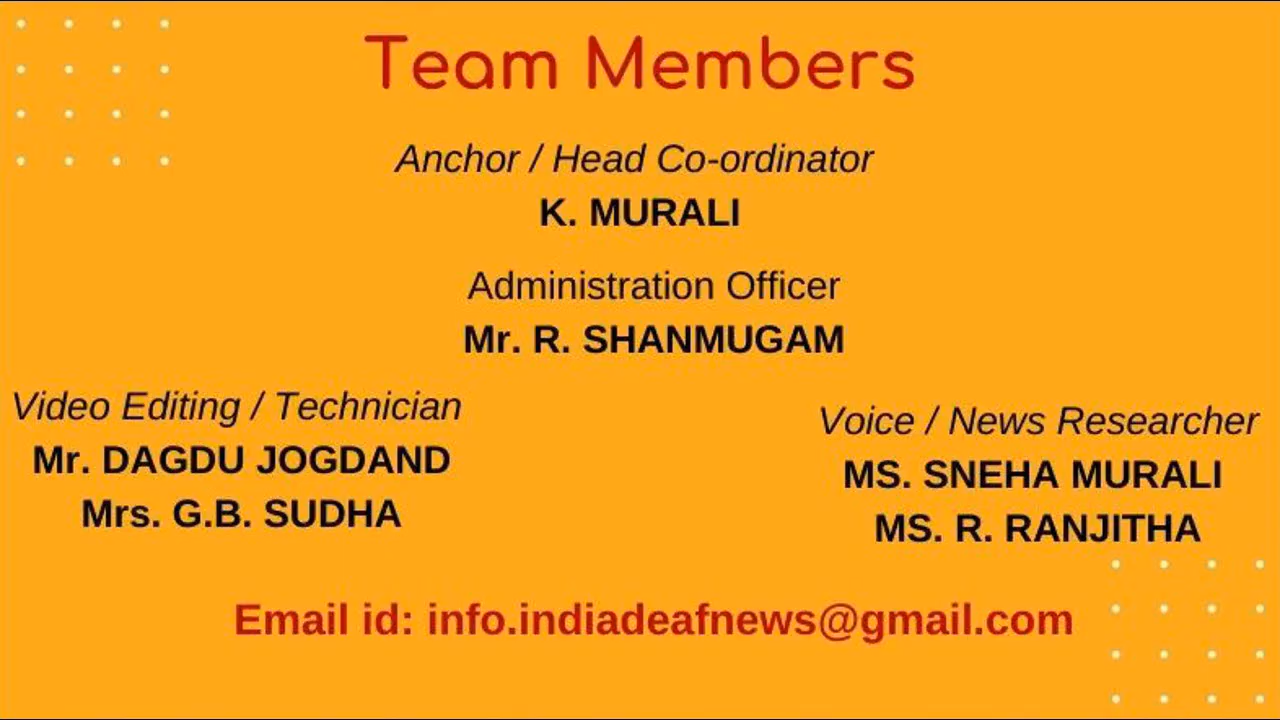 Team Members
Anchor / Head Co-ordinator
K. MURALI
Administration Officer
Mr. R. SHANMUGAM
Video Editing / Technician
Mr. DAGDU JOGDAND
Mrs. G.B. SUDHA
Voice / News Researcher
MS. SNEHA MURALI
MS. R. RANJITHA
Email id: info.indiadeafnews@gmail.com